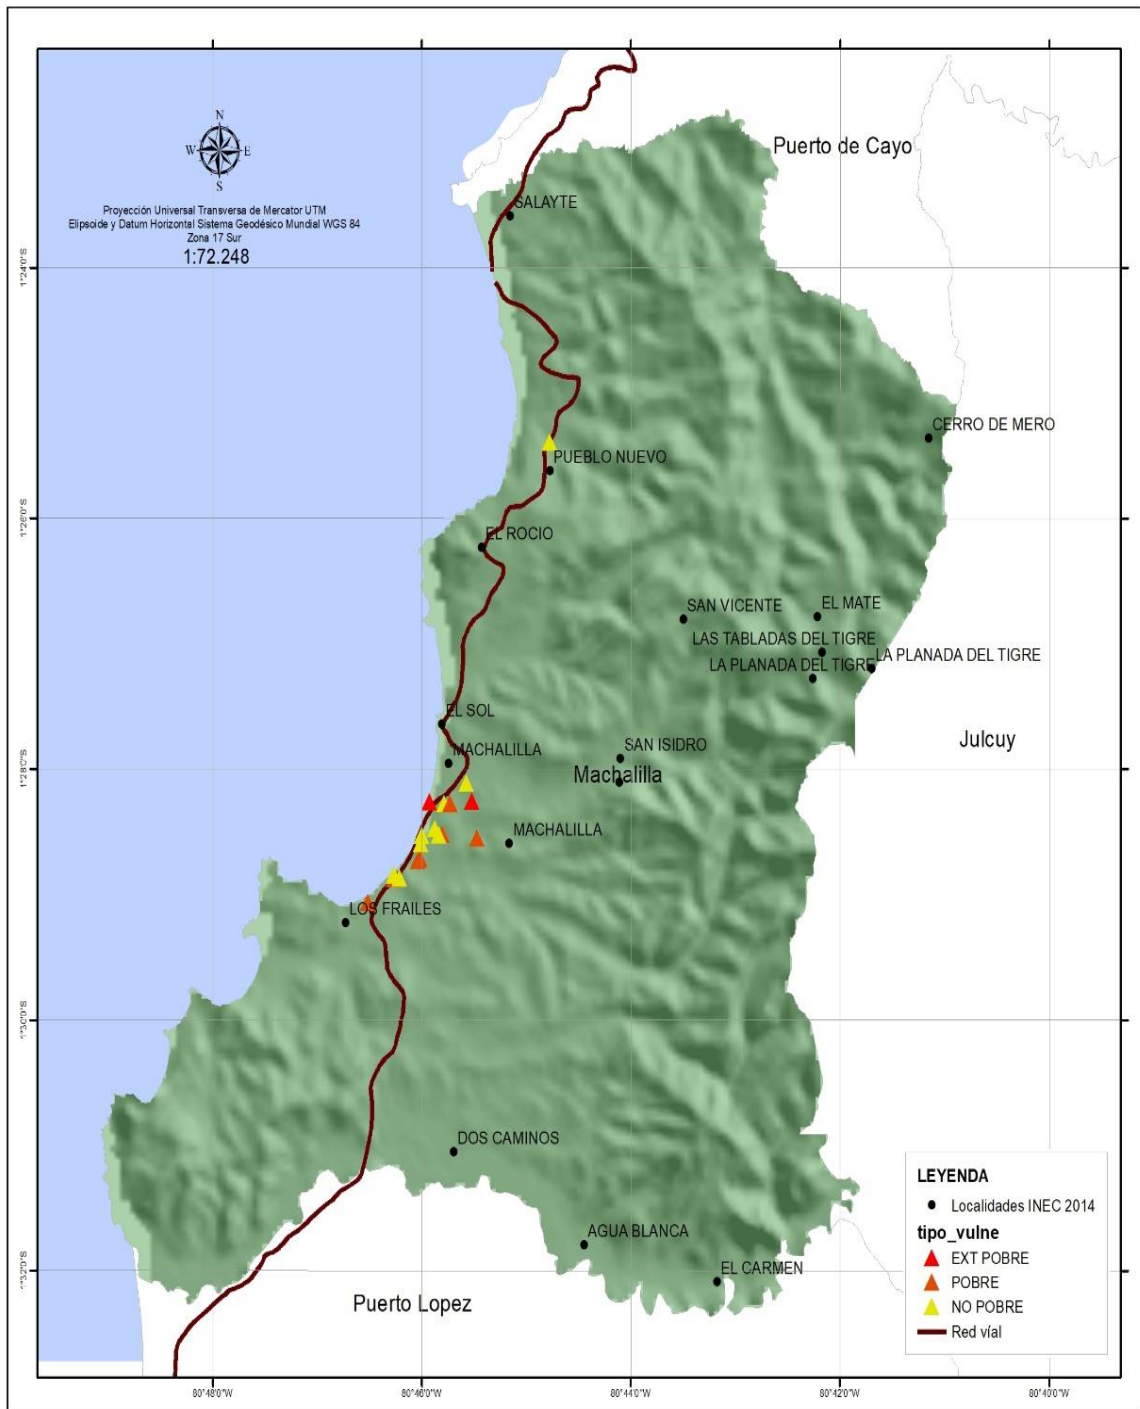 N
W E
S
Proyección Universal Transversa de Mercator UTM
Elipsoide y Datum Horizontal Sistema Geodésico Mundial WGS 84
Zona 17 Sur
1:72.248
Puerto de Cayo
SALAYTE
1°24'0"S
CERRO DE MERO
PUEBLO NUEVO
1°26'0"S
EL ROCIO
SAN VICENTE
EL MATE
LAS TABLADAS DEL TIGRE
LA PLANADA DEL TIGRE
LA PLANADA DEL TIGRE
EL SOL
Julcuy
MACHALILLA
SAN ISIDRO
1°28'0"S
Machalilla
MACHALILLA
LOS FRAILES
1°30'0"S
DOS CAMINOS
AGUA BLANCA
EL CARMEN
1°32'0"S
Puerto Lopez
LEYENDA
Localidades INEC 2014
tipo_vulne
EXT POBRE
POBRE
NO POBRE
Red víal
80°48'0"W
80°46'0"W
80°44'0"W
80°42'0"W
80°40'0"W